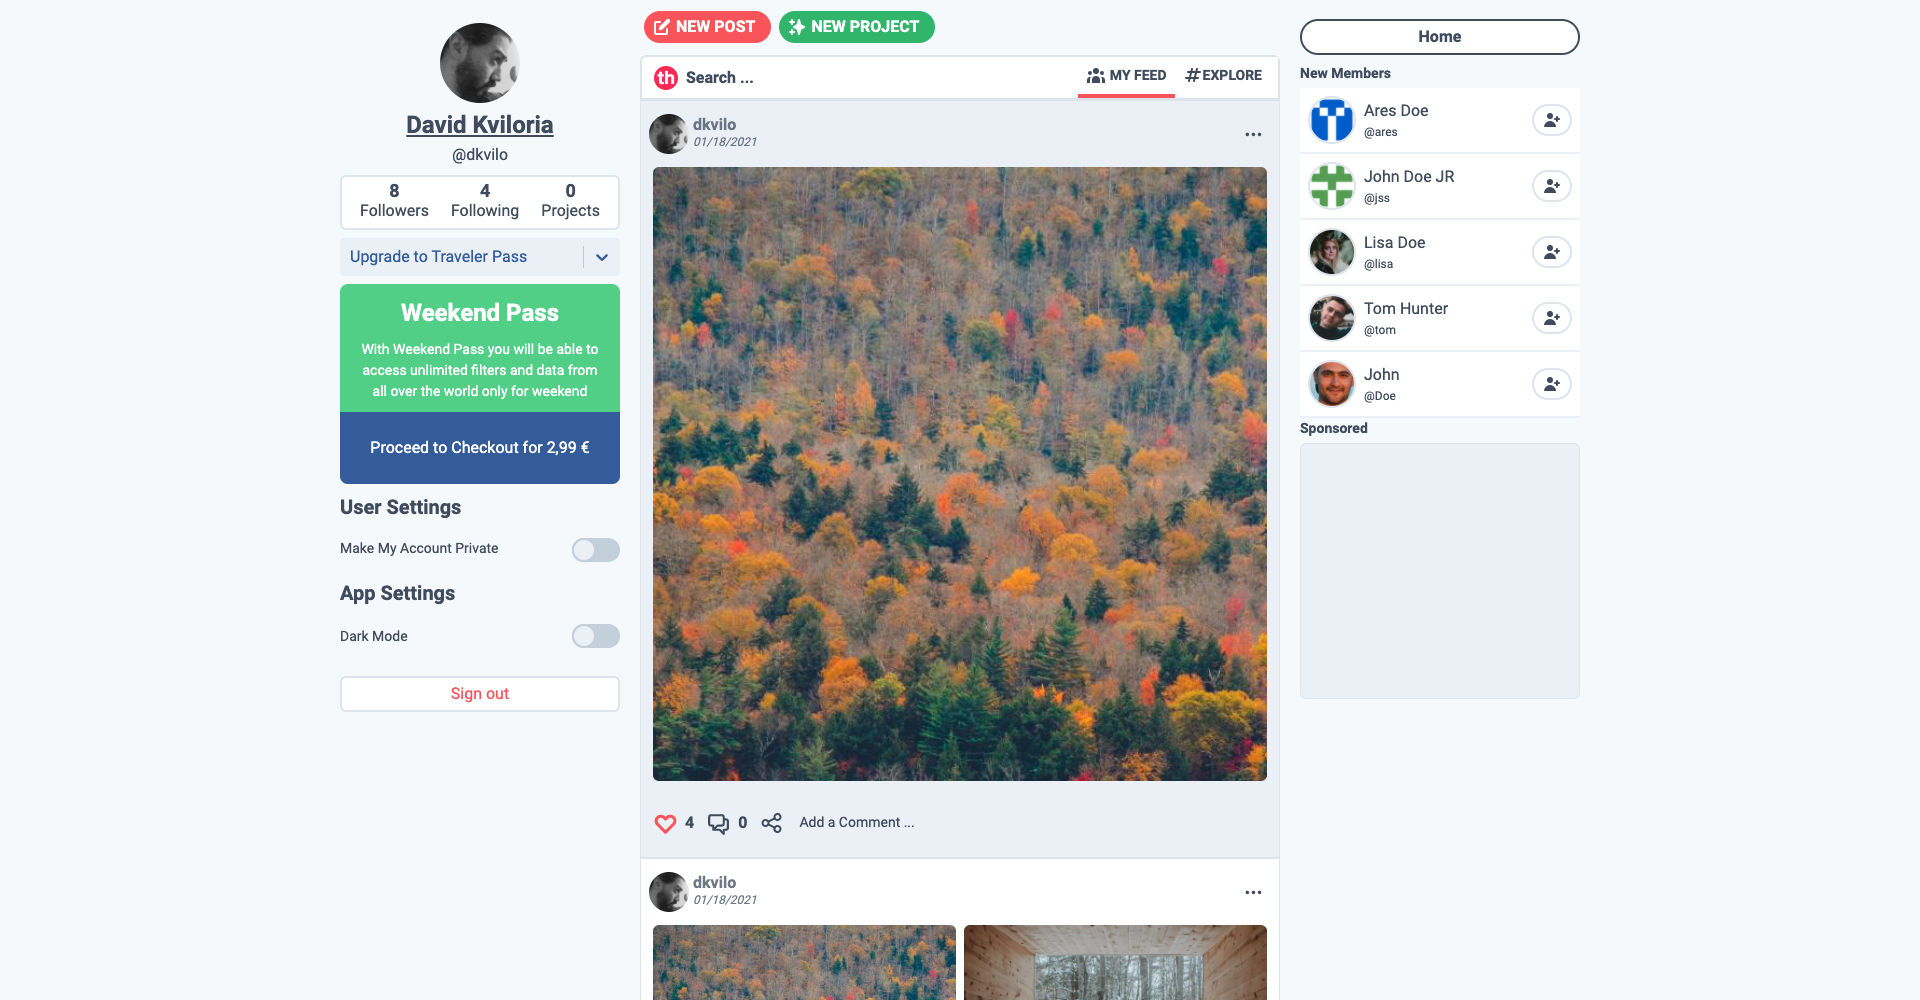 David Kviloria
@dkvilo
8 4 0
Followers Following Projects
Upgrade to Traveler Pass
Weekend Pass
With Weekend Pass you will be able to
access unlimited filters and data from
all over the world only for weekend
Proceed to Checkout for 2,99 €
User Settings
Make My Account Private
App Settings
Dark Mode
Sign out
NEW POST NEW PROJECT
th Search ... MY FEED #EXPLORE
dkvilo
01/18/2021
4 0 Add a Comment ...
dkvilo
01/18/2021
Home
New Members
Ares Doe
@ares
John Doe JR
@jss
Lisa Doe
@lisa
Tom Hunter
@tom
John
@Doe
Sponsored